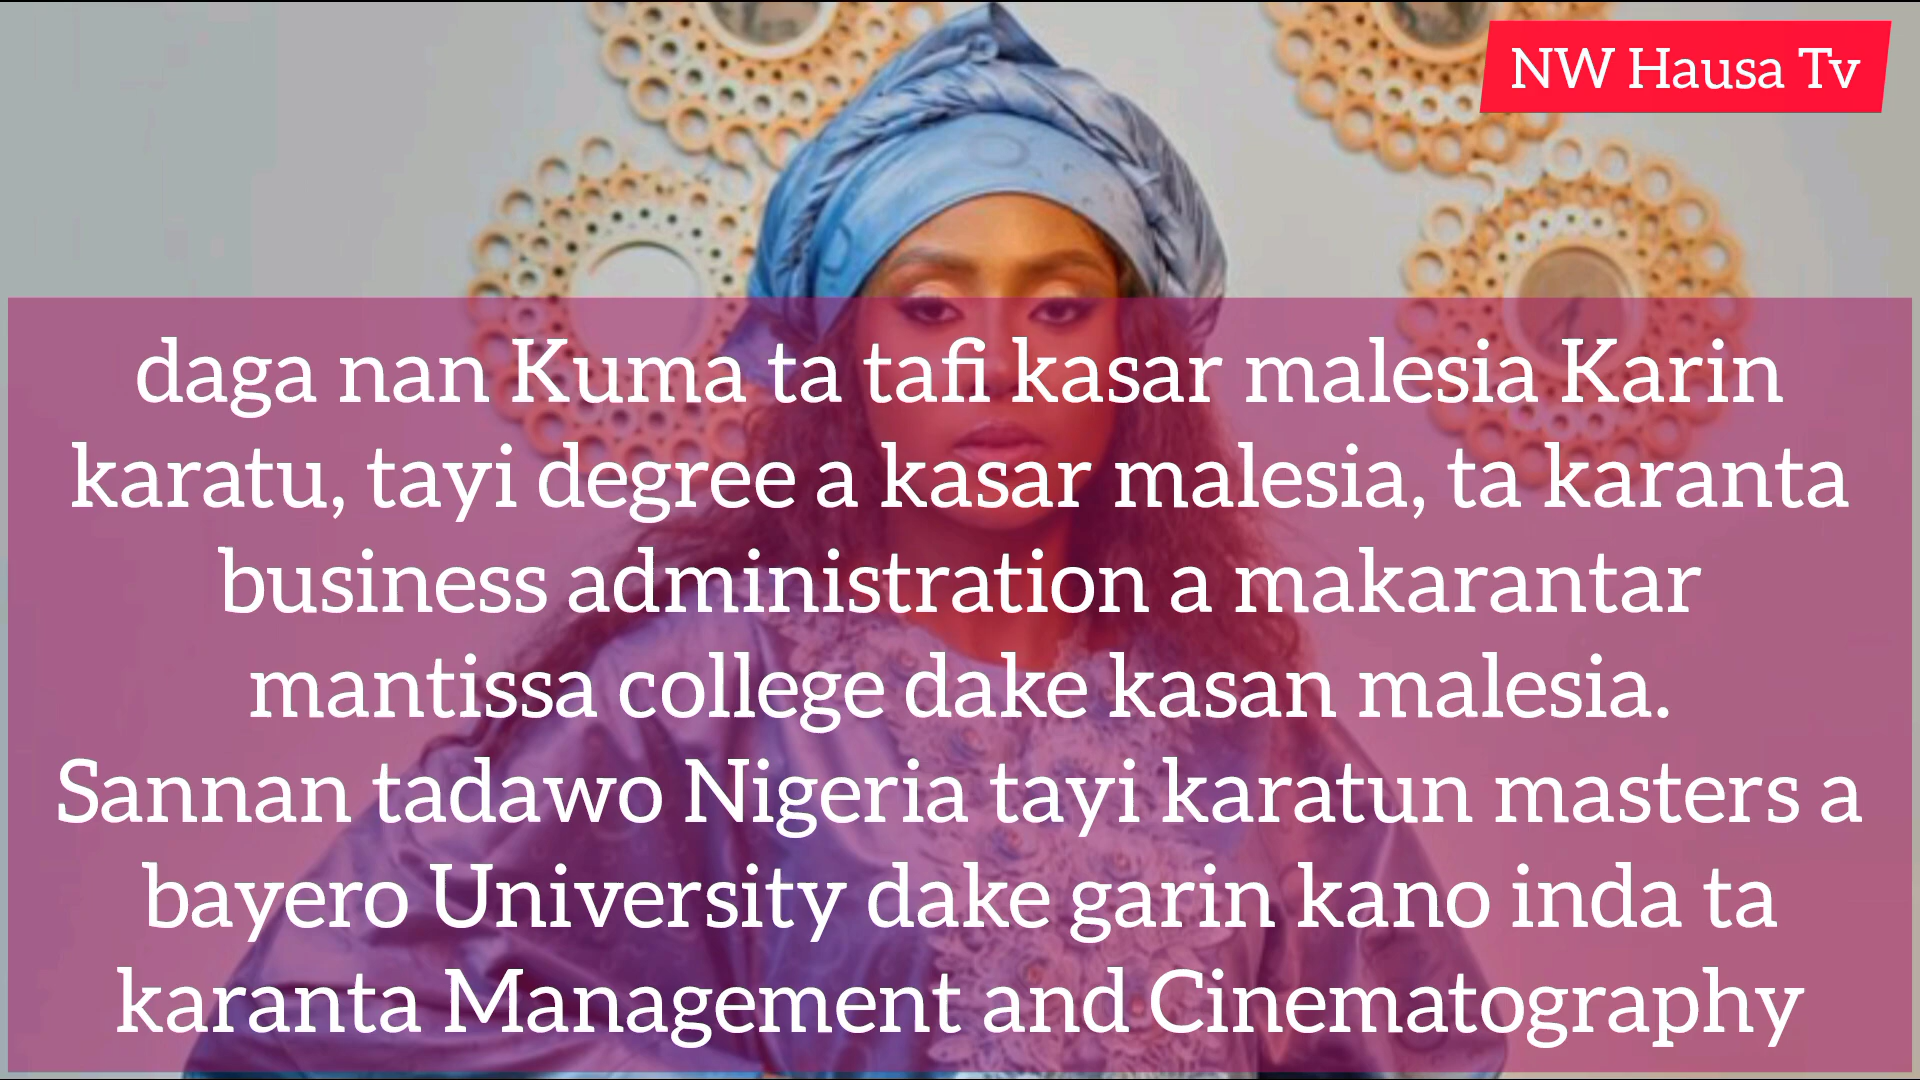 NW Hausa Tv
daga nan Kuma ta tafi kasar malesia Karin
karatu, tayi degree a kasar malesia, ta karanta
business administration a makarantar
mantissa college dake kasan malesia.
Sannan tadawo Nigeria tayi karatun masters a
bayero University dake garin kano inda ta
karanta Management and Cinematography